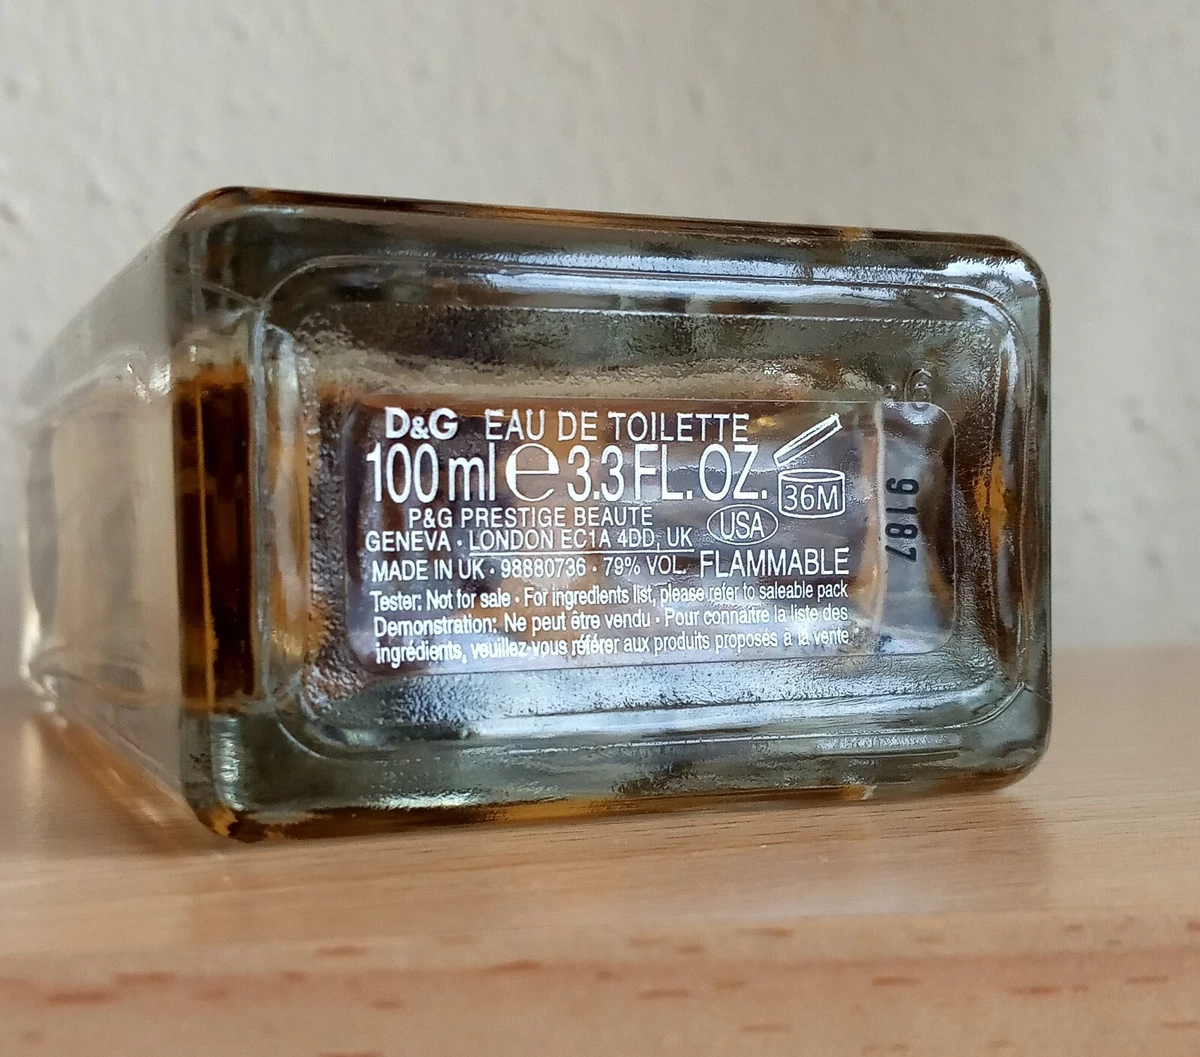 D&G EAU DE TOILETTE
100 ml e 3.3 FL. OZ.
36M
P&G PRESTIGE BEAUTE
USA
GENEVA · LONDON EC1A 4DD, UK
MADE IN UK · 98880736 · 79% VOL. FLAMMABLE
Tester: Not for sale · For ingredients list, please refer to saleable pack
Demonstration: Ne peut être vendu · Pour connaître la liste des
ingrédients, veuillez-vous référer aux produits proposés à la vente
9187